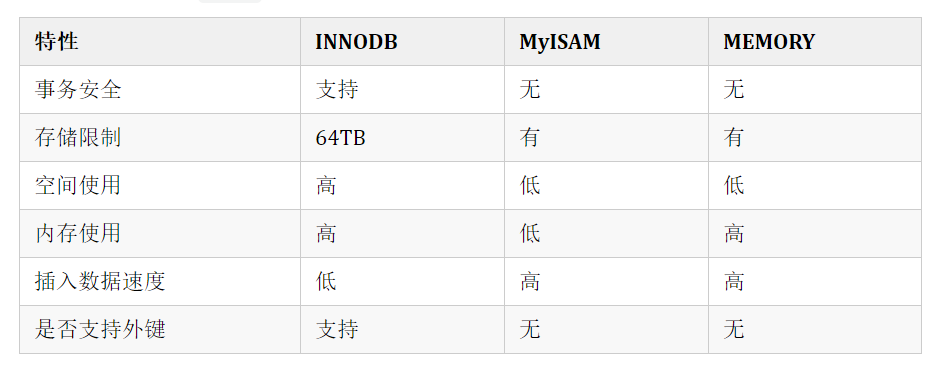 特性 INNODB MyISAM MEMORY
事务安全 支持 无 无
存储限制 64TB 有 有
空间使用 高 低 低
内存使用 高 低 高
插入数据速度 低 高 高
是否支持外键 支持 无 无